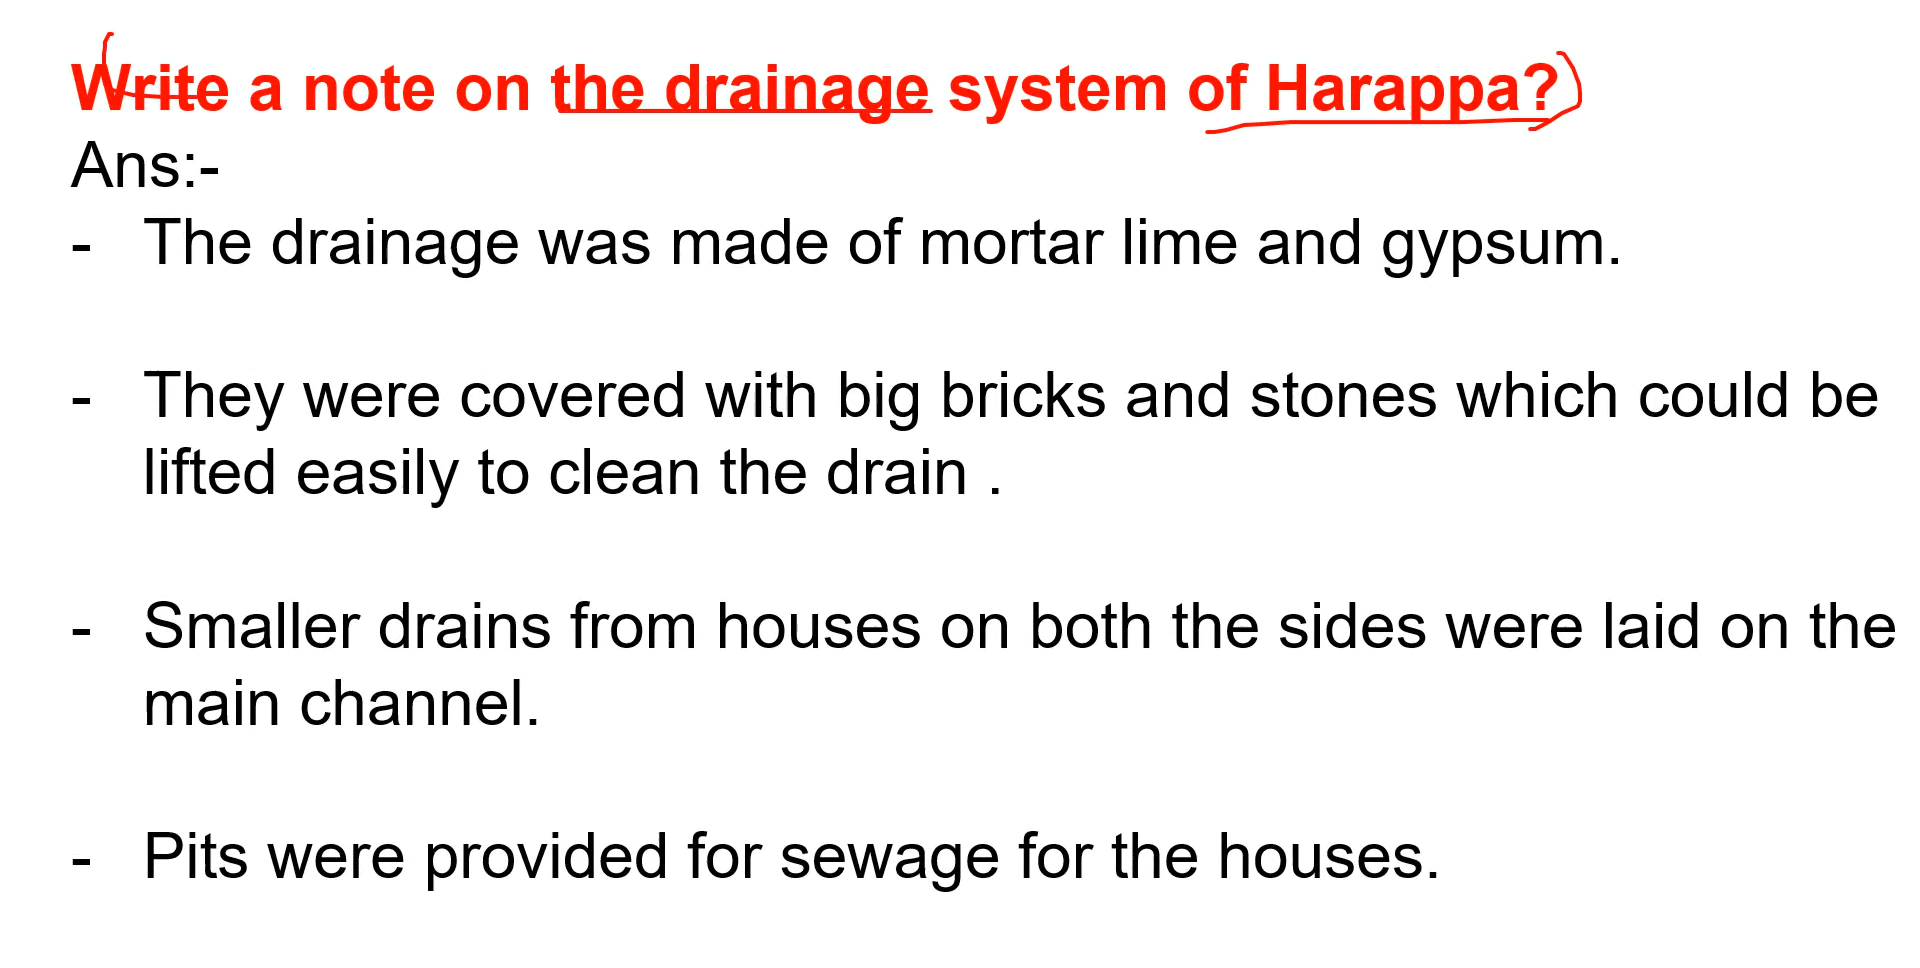 Write a note on the drainage system of Harappa?
Ans:-
- The drainage was made of mortar lime and gypsum.
- They were covered with big bricks and stones which could be
lifted easily to clean the drain .
- Smaller drains from houses on both the sides were laid on the
main channel.
- Pits were provided for sewage for the houses.